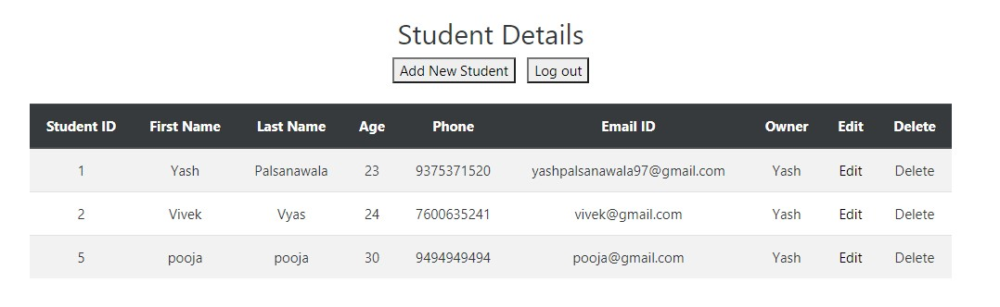 Student Details
Add New Student Log out
Student ID First Name Last Name Age Phone Email ID Owner Edit Delete
1 Yash Palsanawala 23 9375371520 yashpalsanawala97@gmail.com Yash Edit Delete
2 Vivek Vyas 24 7600635241 vivek@gmail.com Yash Edit Delete
5 pooja pooja 30 9494949494 pooja@gmail.com Yash Edit Delete